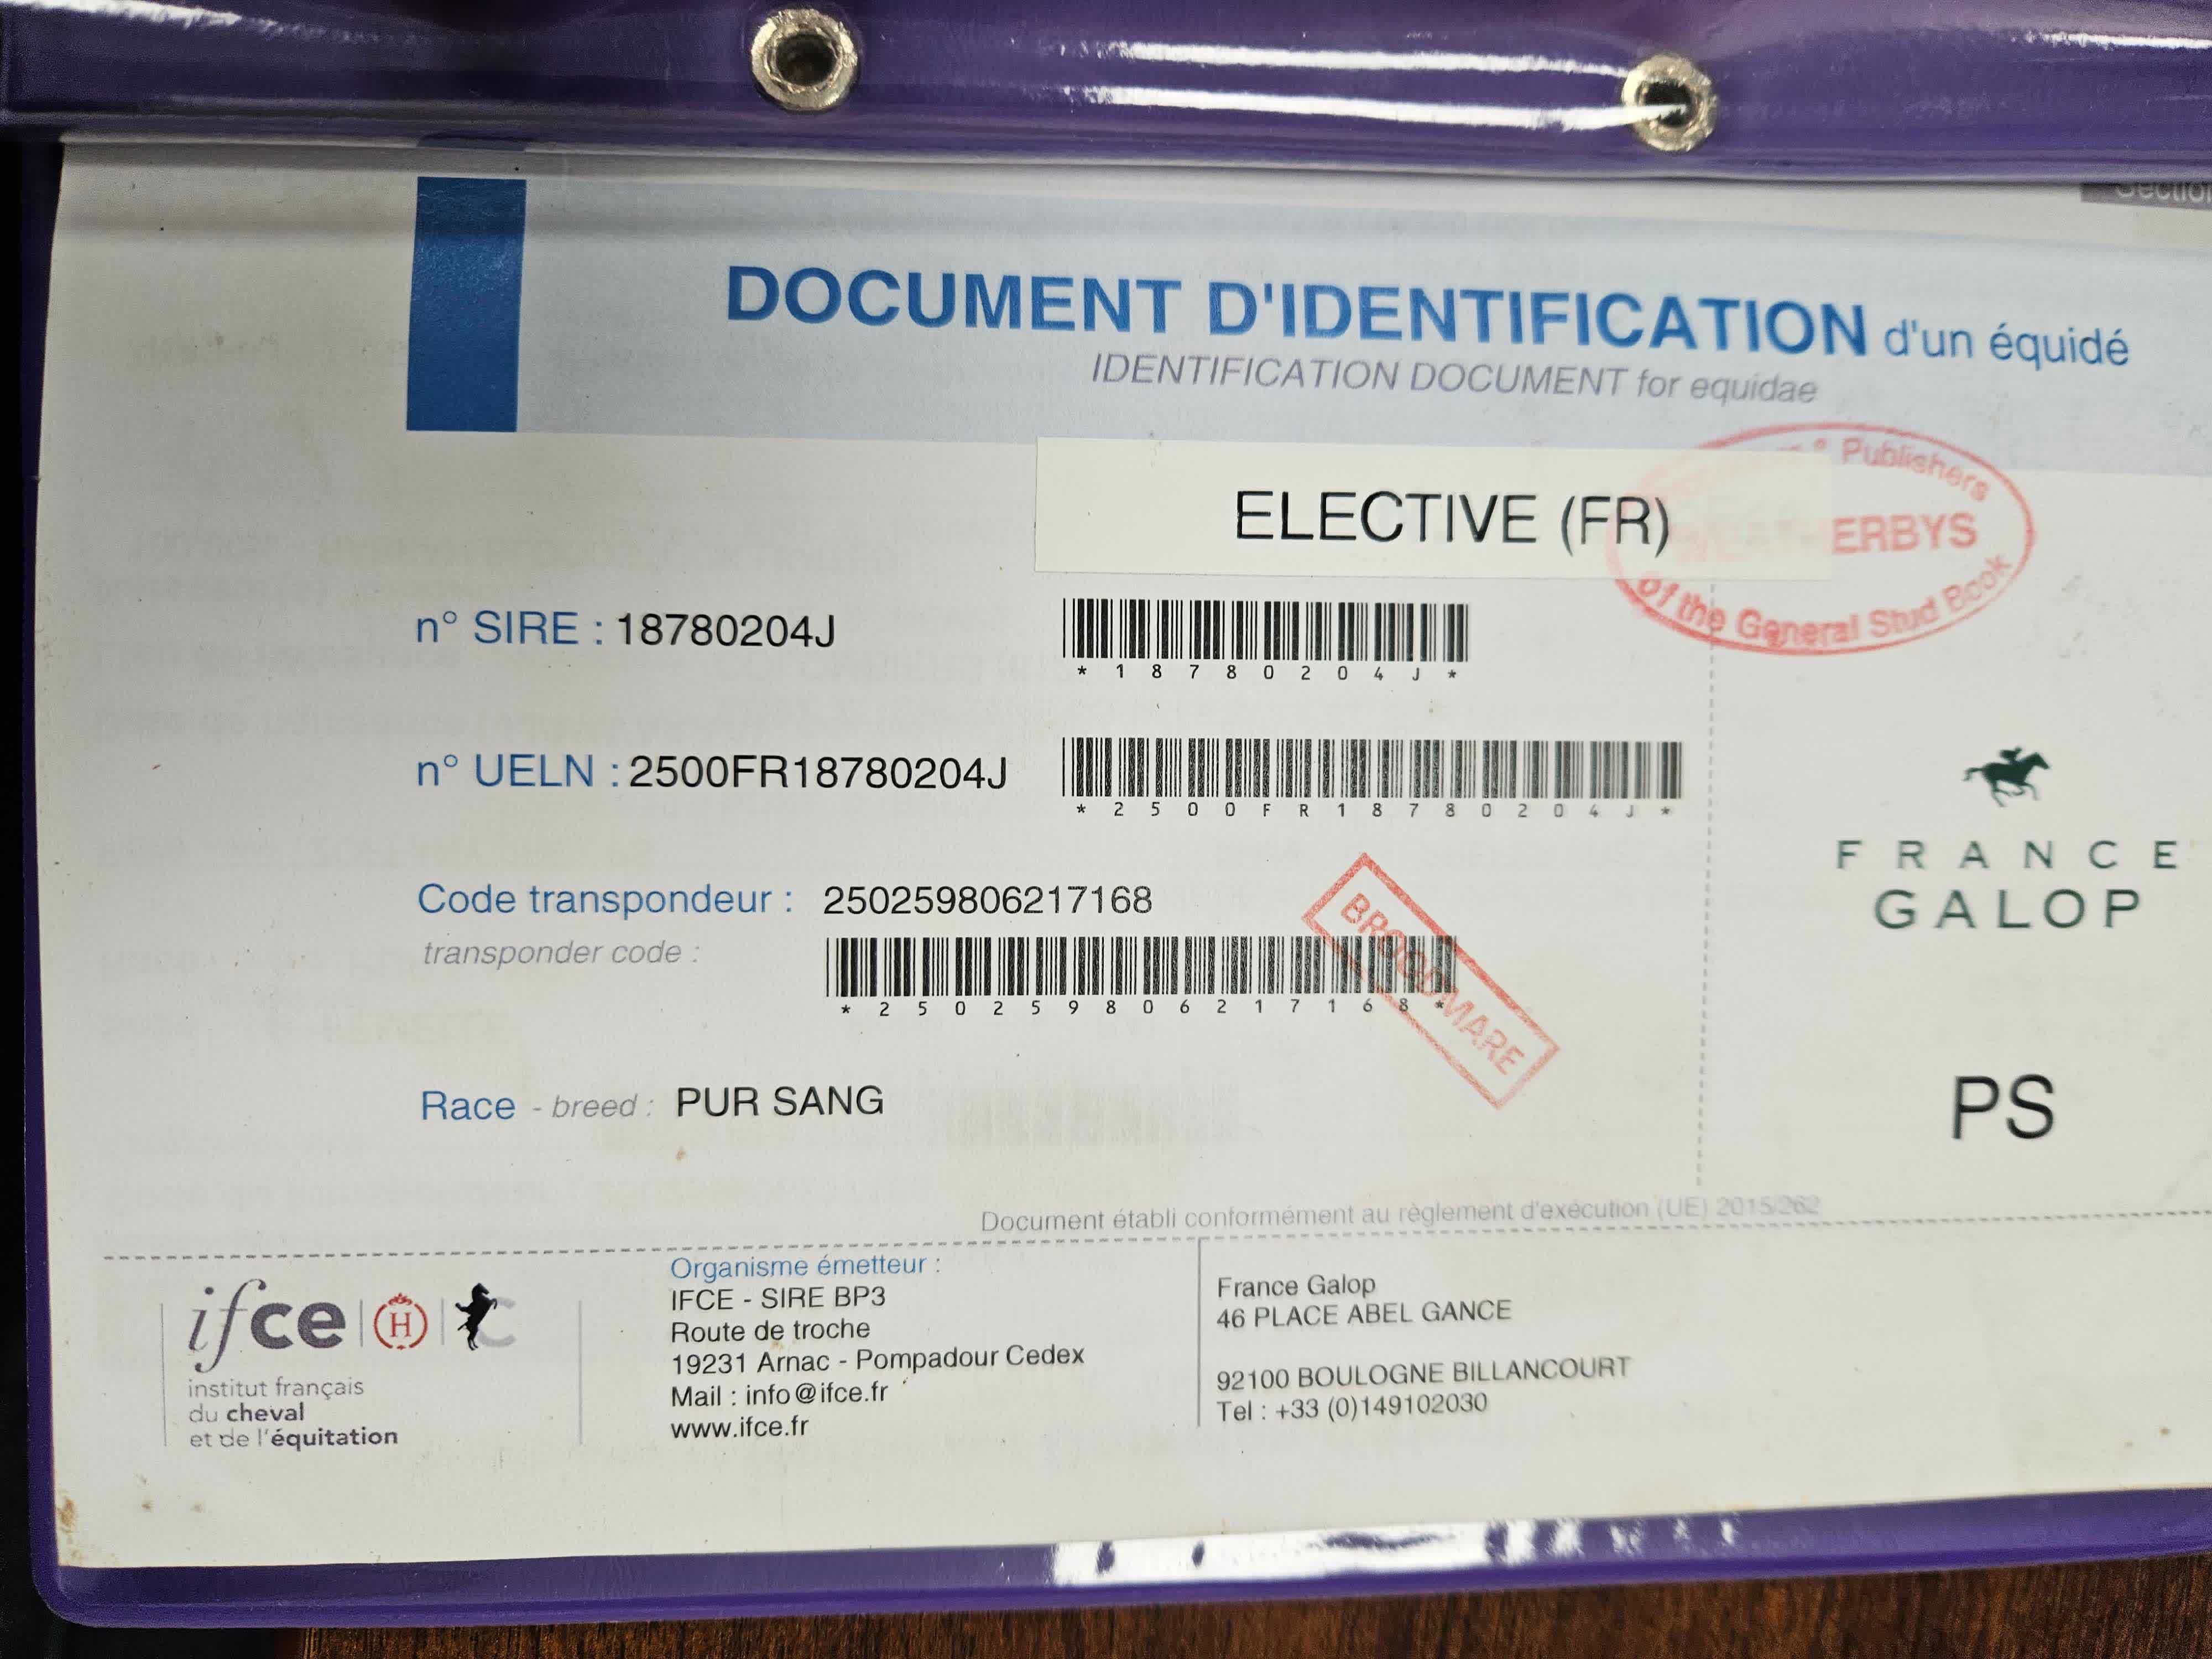 Section
DOCUMENT D'IDENTIFICATION d'un équidé
IDENTIFICATION DOCUMENT for equidae
ELECTIVE (FR)
° Publishers
WEATHERBYS
of the General Stud Book
n° SIRE : 18780204J
* 1 8 7 8 0 2 0 4 J *
n° UELN : 2500FR18780204J
* 2 5 0 0 F R 1 8 7 8 0 2 0 4 J *
Code transpondeur : 250259806217168
transponder code :
* 2 5 0 2 5 9 8 0 6 2 1 7 1 6 8 *
BROODMARE
FRANCE
GALOP
Race - breed : PUR SANG
PS
Document établi conformément au règlement d'exécution (UE) 2015/262
ifce H
institut français
du cheval
et de l'équitation
Organisme émetteur :
IFCE - SIRE BP3
Route de troche
19231 Arnac - Pompadour Cedex
Mail : info@ifce.fr
www.ifce.fr
France Galop
46 PLACE ABEL GANCE
92100 BOULOGNE BILLANCOURT
Tel : +33 (0)149102030